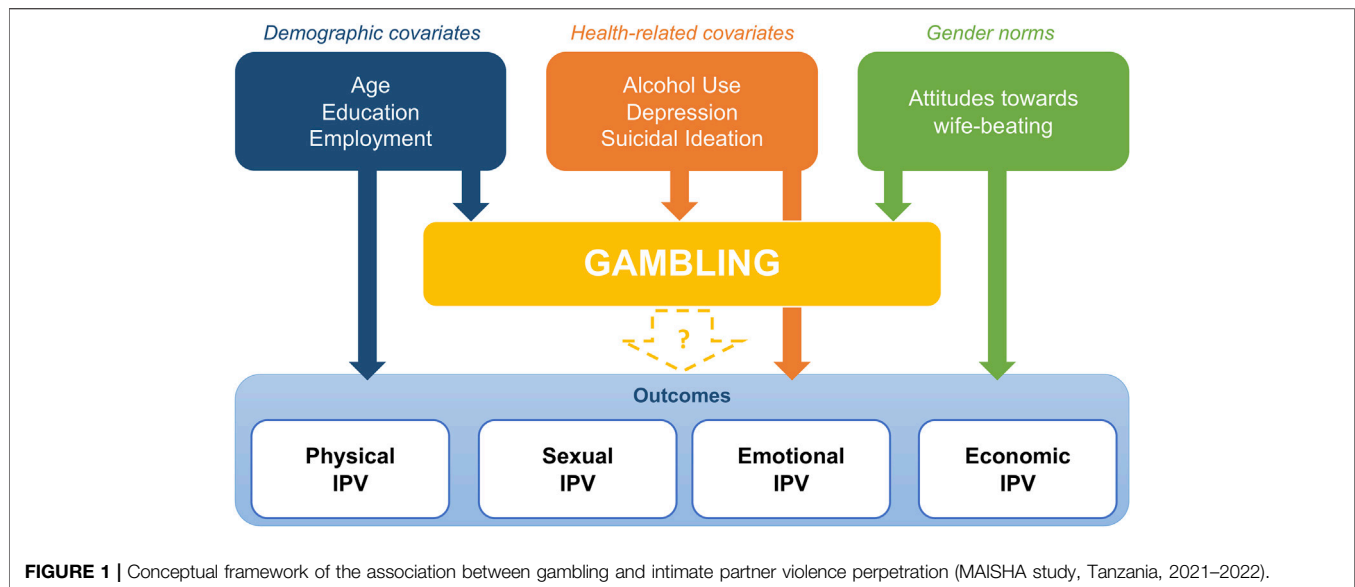 Demographic covariates
Health-related covariates
Gender norms
Age
Education
Employment
Alcohol Use
Depression
Suicidal Ideation
Attitudes towards
wife-beating
GAMBLING
?
Outcomes
Physical
IPV
Sexual
IPV
Emotional
IPV
Economic
IPV
FIGURE 1 | Conceptual framework of the association between gambling and intimate partner violence perpetration (MAISHA study, Tanzania, 2021–2022).